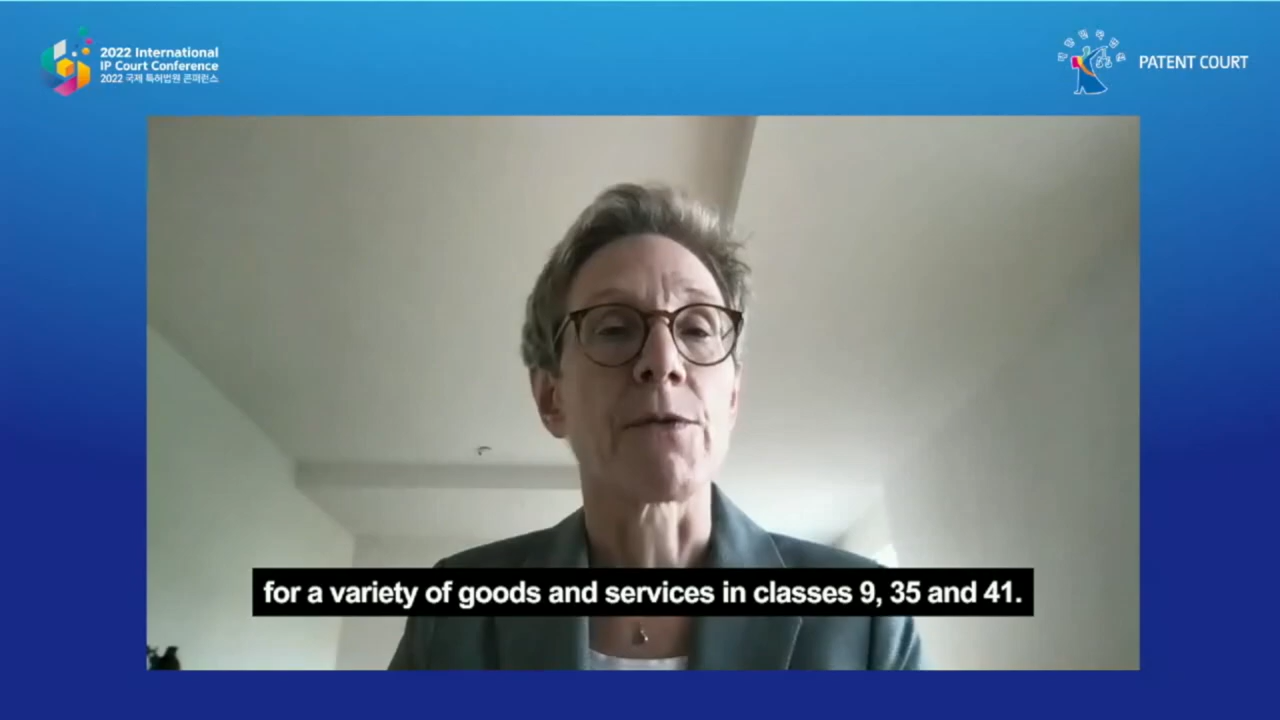 2022 International
IP Court Conference
2022 국제 특허법원 콘퍼런스
PATENT COURT
for a variety of goods and services in classes 9, 35 and 41.